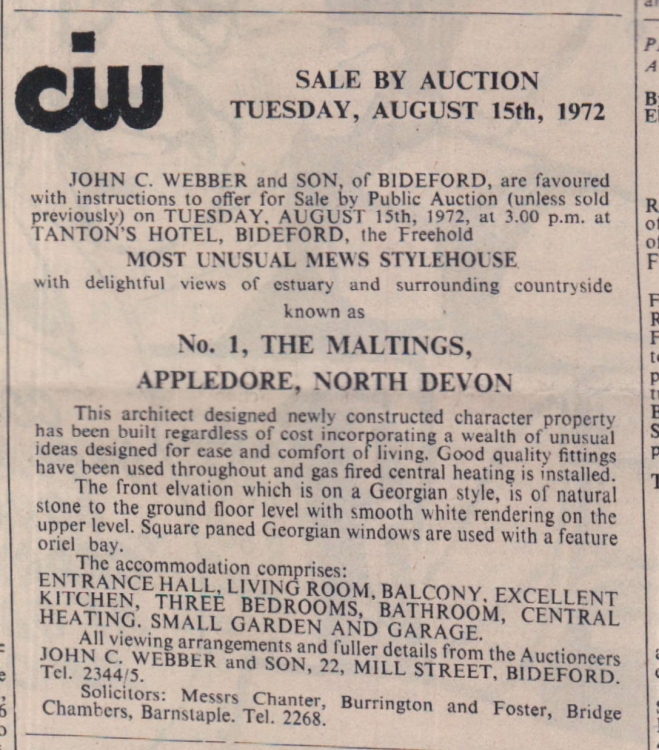 ciw
SALE BY AUCTION
TUESDAY, AUGUST 15th, 1972
JOHN C. WEBBER and SON, of BIDEFORD, are favoured
with instructions to offer for Sale by Public Auction (unless sold
previously) on TUESDAY, AUGUST 15th, 1972, at 3.00 p.m. at
TANTON'S HOTEL, BIDEFORD, the Freehold
MOST UNUSUAL MEWS STYLEHOUSE
with delightful views of estuary and surrounding countryside
known as
No. 1, THE MALTINGS,
APPLEDORE, NORTH DEVON
This architect designed newly constructed character property
has been built regardless of cost incorporating a wealth of unusual
ideas designed for ease and comfort of living. Good quality fittings
have been used throughout and gas fired central heating is installed.
The front elvation which is on a Georgian style, is of natural
stone to the ground floor level with smooth white rendering on the
upper level. Square paned Georgian windows are used with a feature
oriel bay.
The accommodation comprises:
ENTRANCE HALL, LIVING ROOM, BALCONY, EXCELLENT
KITCHEN, THREE BEDROOMS, BATHROOM, CENTRAL
HEATING. SMALL GARDEN AND GARAGE.
All viewing arrangements and fuller details from the Auctioneers
JOHN C. WEBBER and SON, 22, MILL STREET, BIDEFORD.
Tel. 2344/5.
Solicitors: Messrs Chanter, Burrington and Foster, Bridge
Chambers, Barnstaple. Tel. 2268.